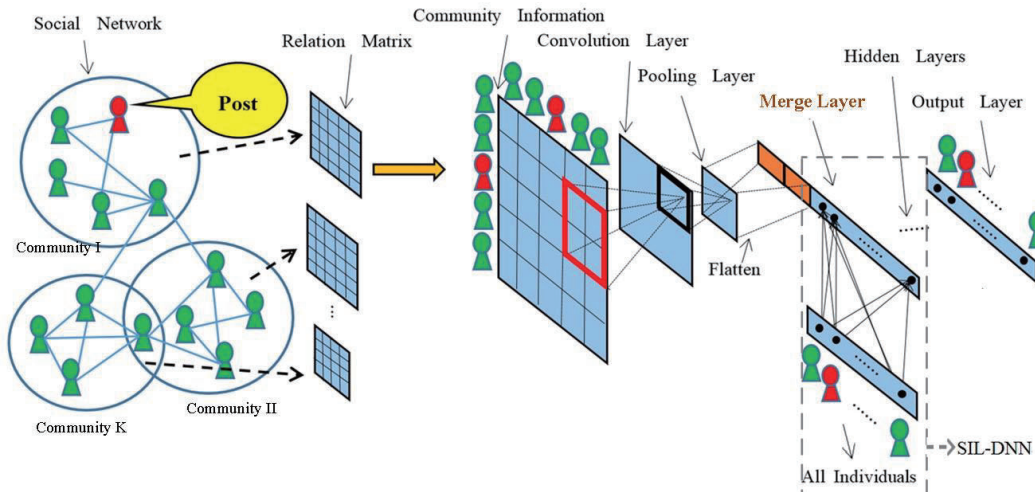 Social Network
Relation Matrix
Post
Community I
Community K
Community II
Community Information
Convolution Layer
Pooling Layer
Merge Layer
Hidden Layers
Output Layer
Flatten
All Individuals
SIL-DNN